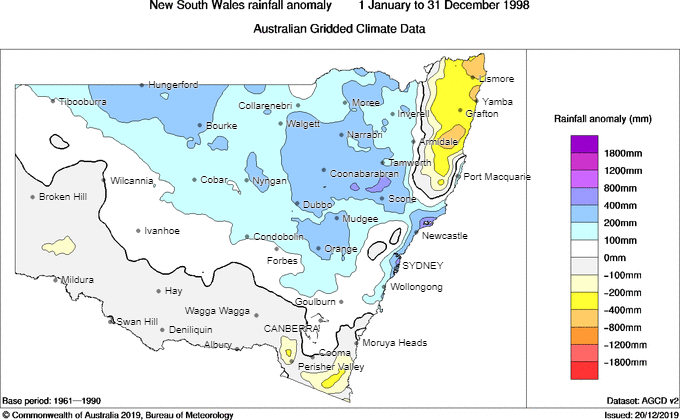 New South Wales rainfall anomaly 1 January to 31 December 1998
Australian Gridded Climate Data
Hungerford
Lismore
Tibooburra
Collarenebri
Moree
Yamba
Inverell
Grafton
Bourke
Walgett
Narrabri
Armidale
Tamworth
Coonabarabran
Port Macquarie
Wilcannia
Cobar
Nyngan
Broken Hill
Scone
Dubbo
Mudgee
Ivanhoe
Condobolin
Newcastle
Orange
Forbes
SYDNEY
Mildura
Wollongong
Hay
Goulburn
Wagga Wagga
Swan Hill
Deniliquin
CANBERRA
Albury
Moruya Heads
Cooma
Perisher Valley
Rainfall anomaly (mm)
1800mm
1200mm
800mm
400mm
200mm
100mm
0mm
−100mm
−200mm
−400mm
−800mm
−1200mm
−1800mm
Base period: 1961—1990
Dataset: AGCD v2
© Commonwealth of Australia 2019, Bureau of Meteorology
Issued: 20/12/2019